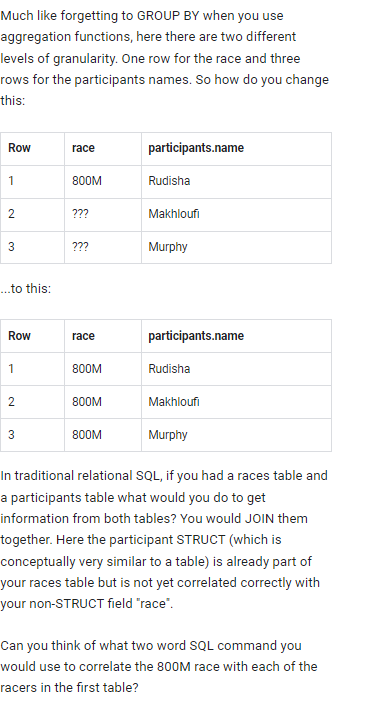 Much like forgetting to GROUP BY when you use
aggregation functions, here there are two different
levels of granularity. One row for the race and three
rows for the participants names. So how do you change
this:
Row race participants.name
1 800M Rudisha
2 ??? Makhloufi
3 ??? Murphy
...to this:
Row race participants.name
1 800M Rudisha
2 800M Makhloufi
3 800M Murphy
In traditional relational SQL, if you had a races table and
a participants table what would you do to get
information from both tables? You would JOIN them
together. Here the participant STRUCT (which is
conceptually very similar to a table) is already part of
your races table but is not yet correlated correctly with
your non-STRUCT field "race".
Can you think of what two word SQL command you
would use to correlate the 800M race with each of the
racers in the first table?